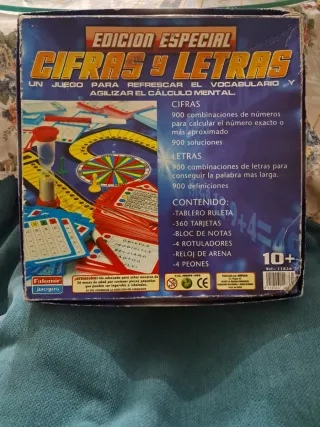 EDICION ESPECIAL
CIFRAS Y LETRAS
UN JUEGO PARA REFRESCAR EL VOCABULARIO Y
AGILIZAR EL CÁLCULO MENTAL.
CIFRAS
900 combinaciones de números
para calcular el número exacto o
más aproximado
900 soluciones
LETRAS
900 combinaciones de letras para
conseguir la palabra más larga.
900 definiciones
CONTENIDO:
-TABLERO RULETA
-360 TARJETAS
-BLOC DE NOTAS
-4 ROTULADORES
-RELOJ DE ARENA
-4 PEONES
10+
Falomir
juegos